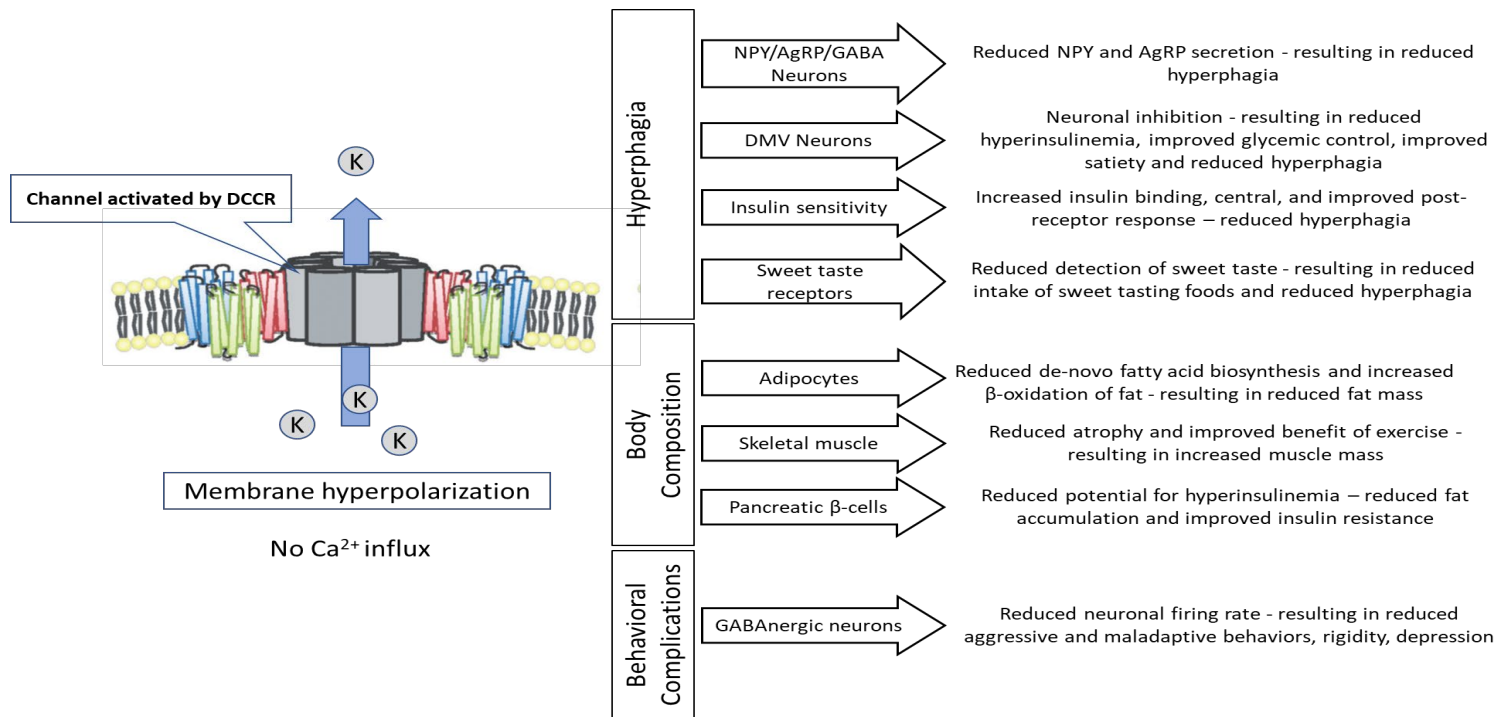 K
Channel activated by DCCR
K
K
K
Membrane hyperpolarization
No Ca²⁺ influx
Hyperphagia
NPY/AgRP/GABA
Neurons
Reduced NPY and AgRP secretion - resulting in reduced
hyperphagia
DMV Neurons
Neuronal inhibition - resulting in reduced
hyperinsulinemia, improved glycemic control, improved
satiety and reduced hyperphagia
Insulin sensitivity
Increased insulin binding, central, and improved post-
receptor response – reduced hyperphagia
Sweet taste
receptors
Reduced detection of sweet taste - resulting in reduced
intake of sweet tasting foods and reduced hyperphagia
Body
Composition
Adipocytes
Reduced de-novo fatty acid biosynthesis and increased
β-oxidation of fat - resulting in reduced fat mass
Skeletal muscle
Reduced atrophy and improved benefit of exercise -
resulting in increased muscle mass
Pancreatic β-cells
Reduced potential for hyperinsulinemia – reduced fat
accumulation and improved insulin resistance
Behavioral
Complications
GABAnergic neurons
Reduced neuronal firing rate - resulting in reduced
aggressive and maladaptive behaviors, rigidity, depression